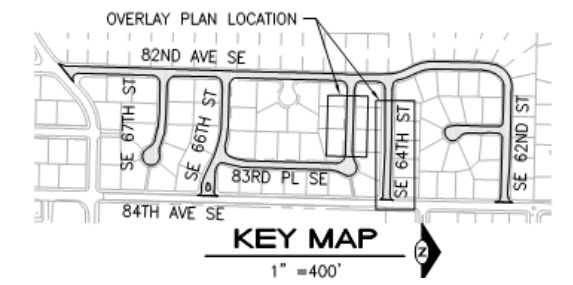 OVERLAY PLAN LOCATION
82ND AVE SE
SE 67TH ST
SE 66TH ST
SE 64TH ST
SE 62ND ST
83RD PL SE
84TH AVE SE
KEY MAP
1" =400'
N